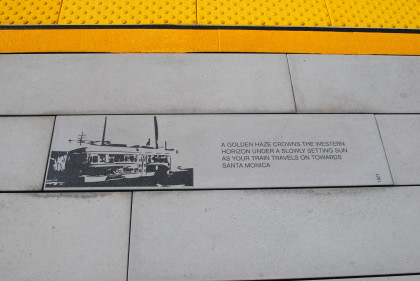 A GOLDEN HAZE CROWNS THE WESTERN
HORIZON UNDER A SLOWLY SETTING SUN
AS YOUR TRAIN TRAVELS ON TOWARDS
SANTA MONICA